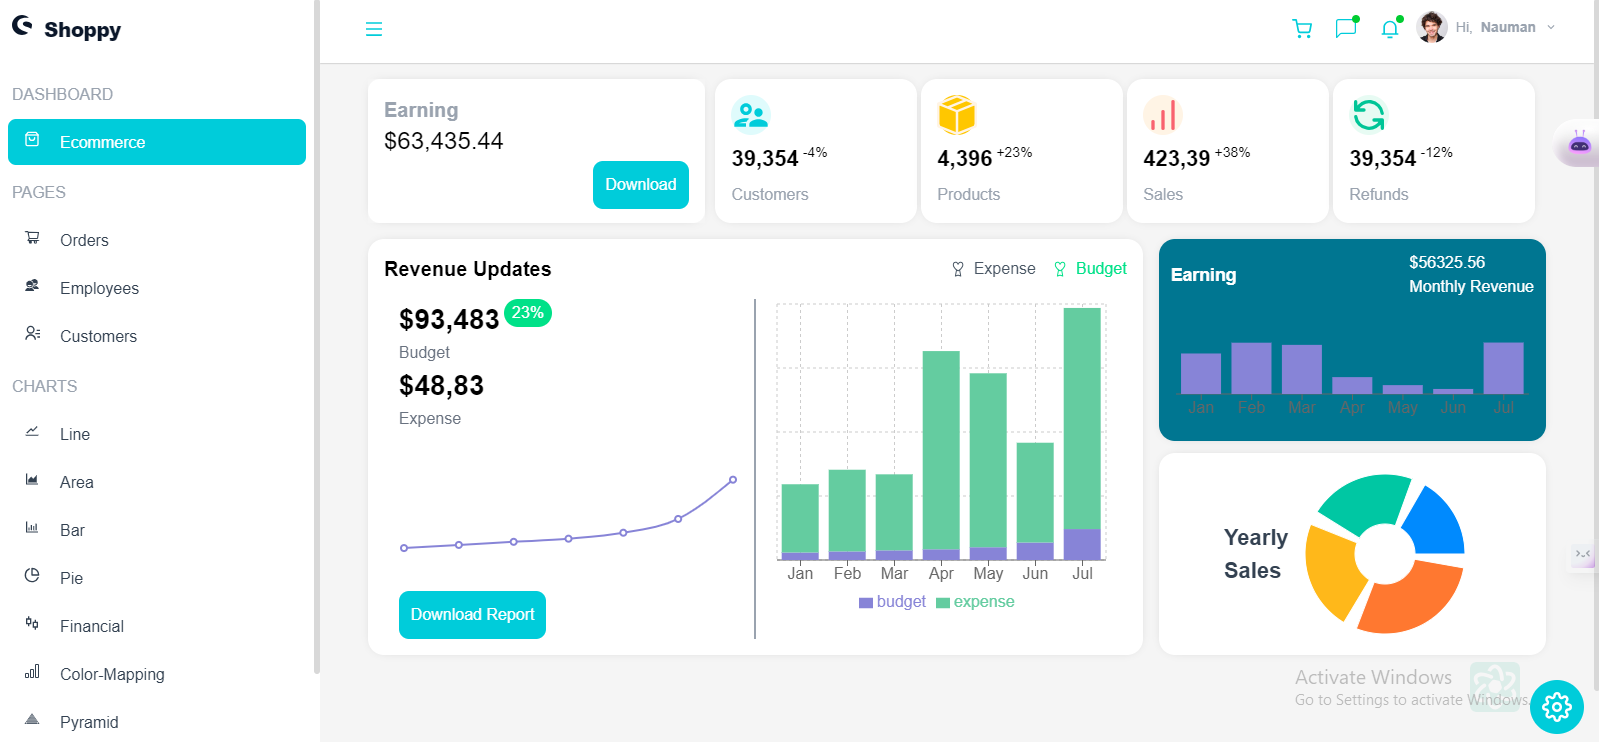 Shoppy
Hi, Nauman
DASHBOARD
Ecommerce
PAGES
Orders
Employees
Customers
CHARTS
Line
Area
Bar
Pie
Financial
Color-Mapping
Pyramid
Earning
$63,435.44
Download
39,354 -4%
Customers
4,396 +23%
Products
423,39 +38%
Sales
39,354 -12%
Refunds
Revenue Updates
Expense Budget
$93,483 23%
Budget
$48,83
Expense
Download Report
Jan Feb Mar Apr May Jun Jul
budget expense
Earning
$56325.56
Monthly Revenue
Jan Feb Mar Apr May Jun Jul
Yearly
Sales
Activate Windows
Go to Settings to activate Windows.